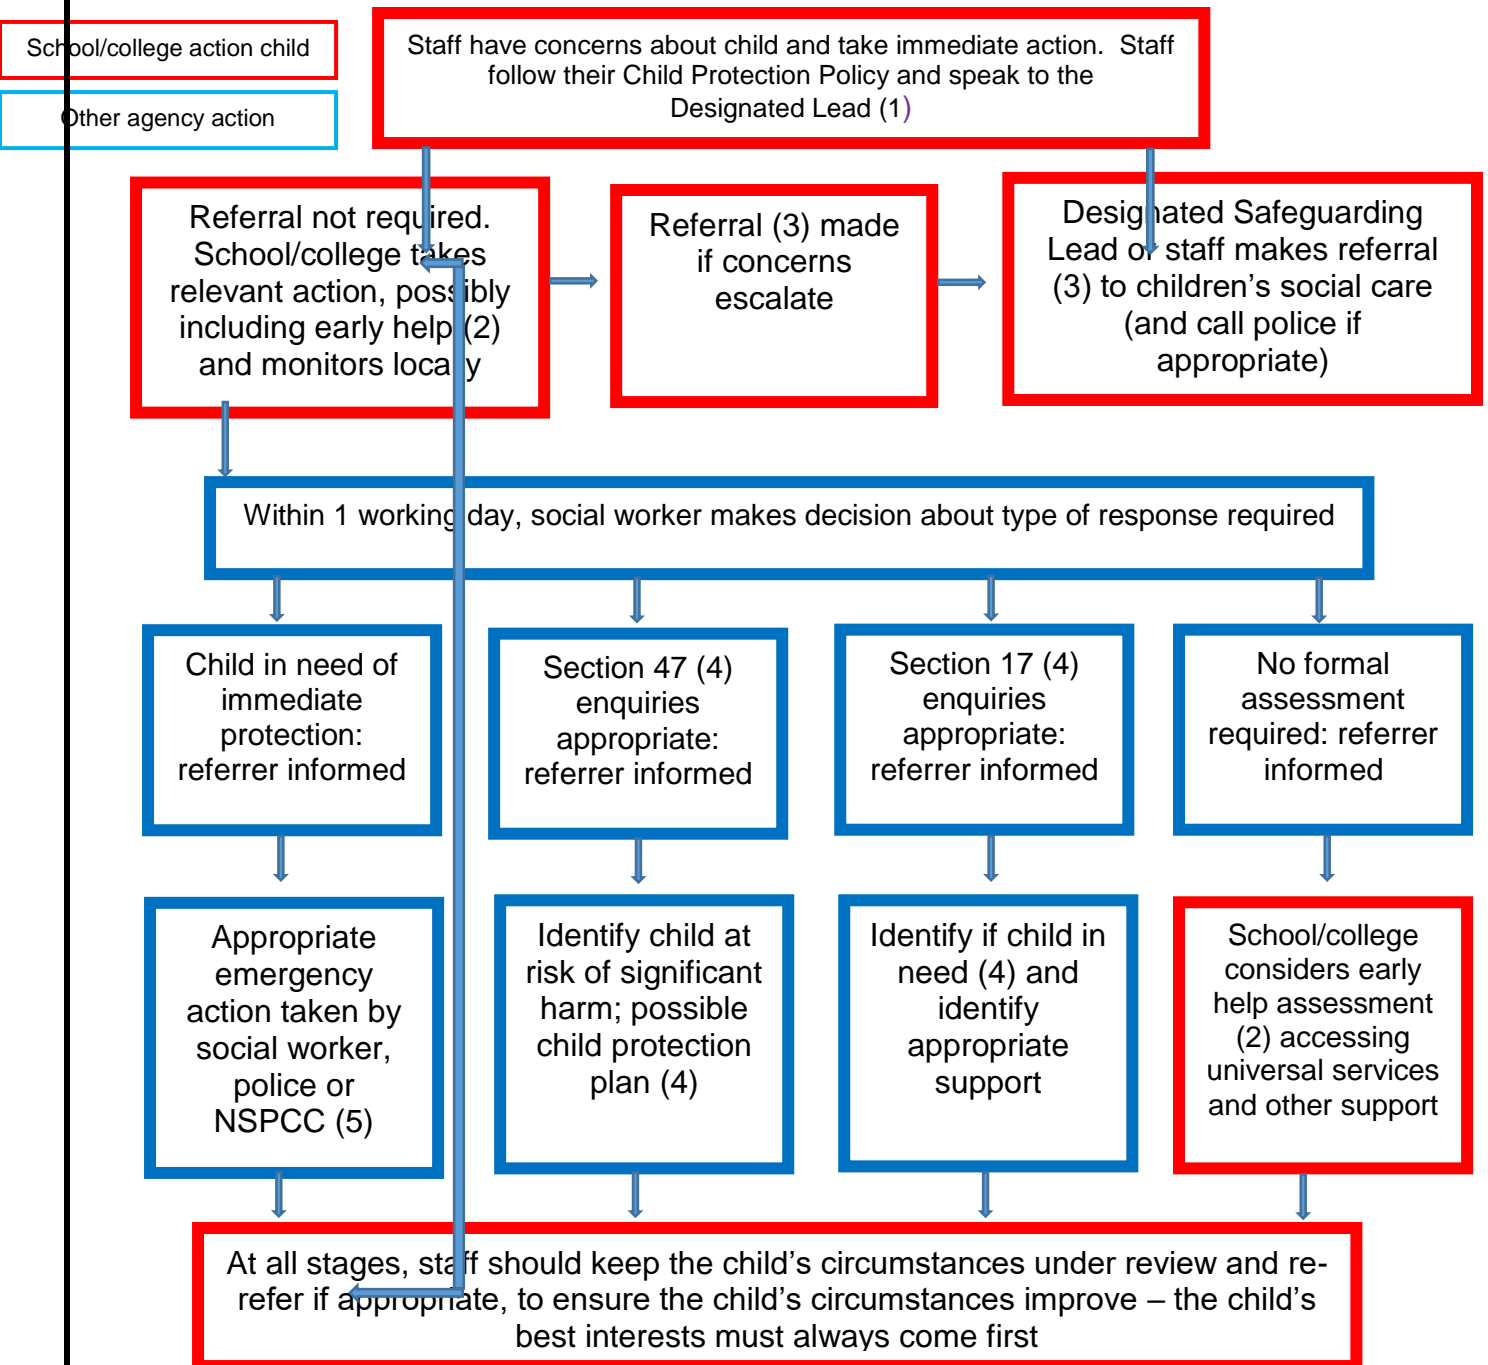 School/college action child
Other agency action
Staff have concerns about child and take immediate action.  Staff
follow their Child Protection Policy and speak to the
Designated Lead (1)
Referral not required.
School/college takes
relevant action, possibly
including early help (2)
and monitors locally
Referral (3) made
if concerns
escalate
Designated Safeguarding
Lead or staff makes referral
(3) to children’s social care
(and call police if
appropriate)
Within 1 working day, social worker makes decision about type of response required
Child in need of
immediate
protection:
referrer informed
Section 47 (4)
enquiries
appropriate:
referrer informed
Section 17 (4)
enquiries
appropriate:
referrer informed
No formal
assessment
required: referrer
informed
Appropriate
emergency
action taken by
social worker,
police or
NSPCC (5)
Identify child at
risk of significant
harm; possible
child protection
plan (4)
Identify if child in
need (4) and
identify
appropriate
support
School/college
considers early
help assessment
(2) accessing
universal services
and other support
At all stages, staff should keep the child’s circumstances under review and re-
refer if appropriate, to ensure the child’s circumstances improve – the child’s
best interests must always come first